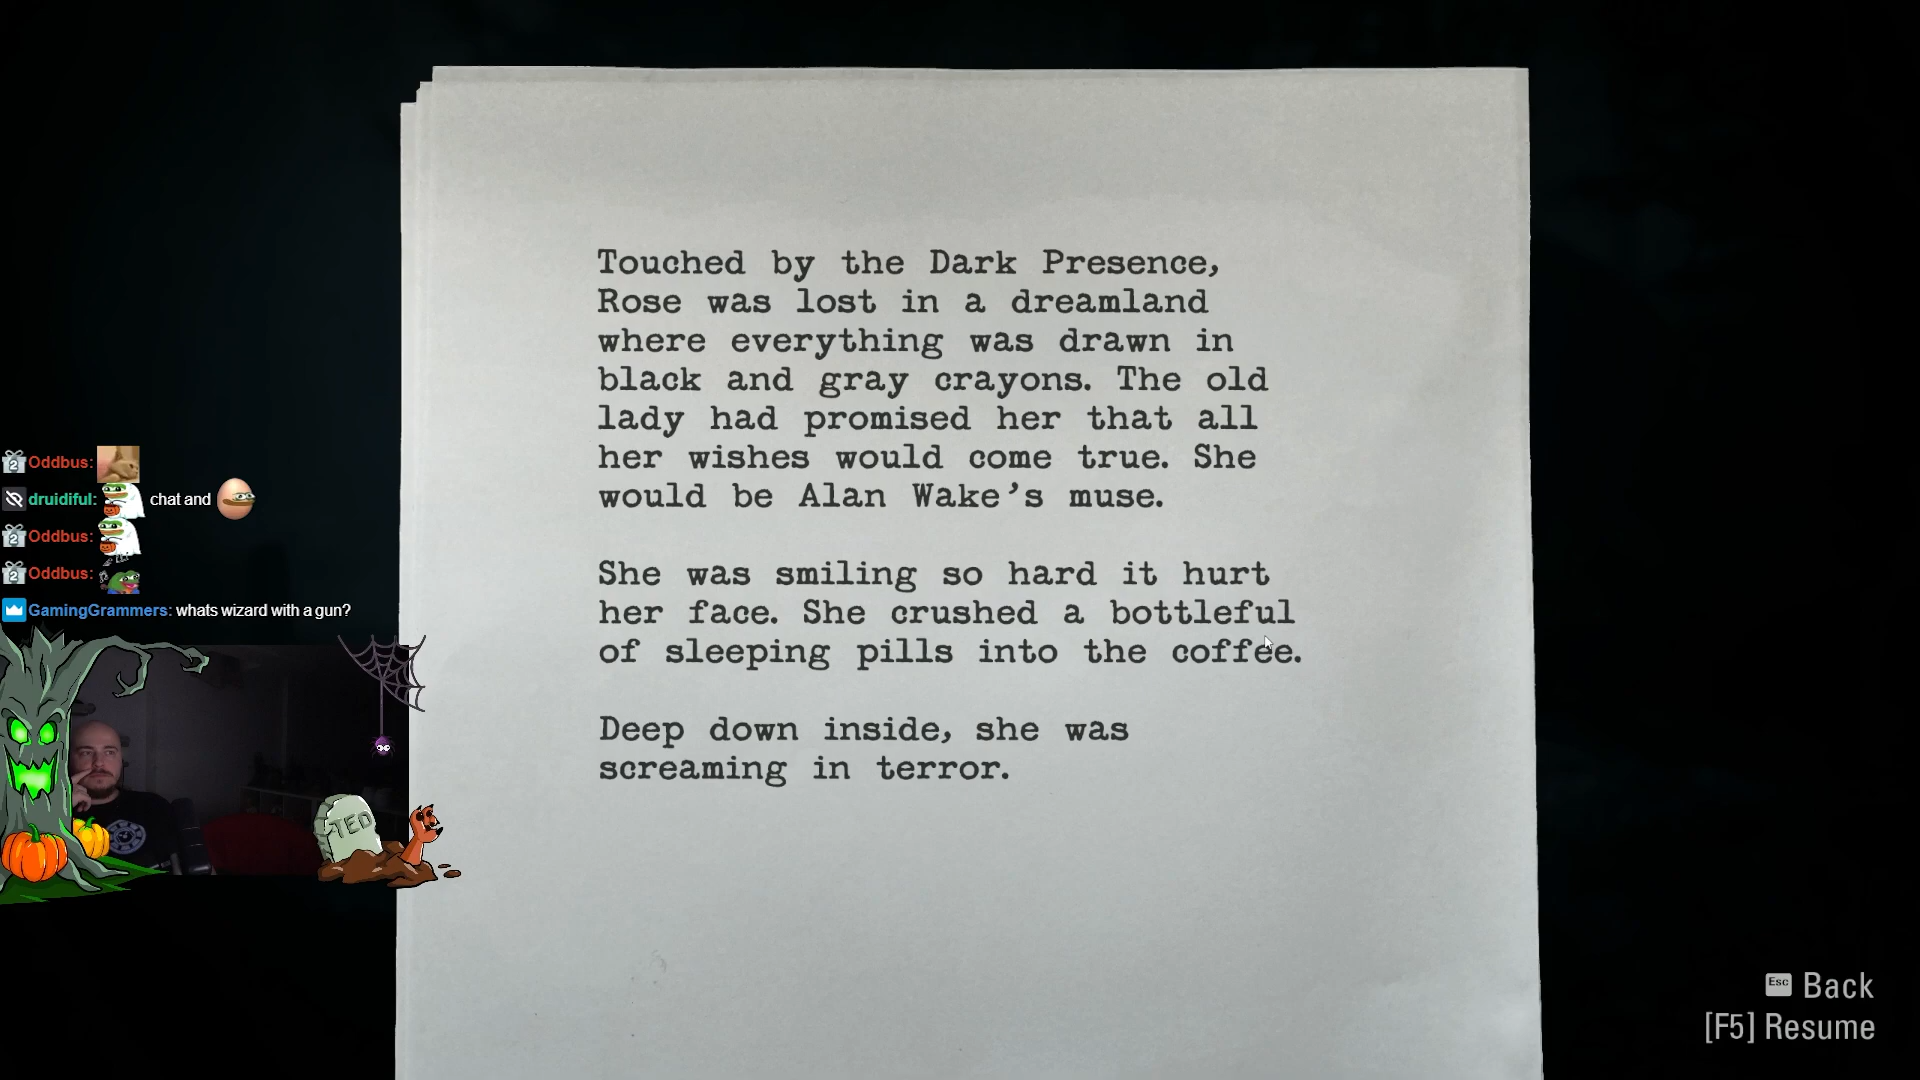 Touched by the Dark Presence,
Rose was lost in a dreamland
where everything was drawn in
black and gray crayons. The old
lady had promised her that all
her wishes would come true. She
would be Alan Wake’s muse.
She was smiling so hard it hurt
her face. She crushed a bottleful
of sleeping pills into the coffee.
Deep down inside, she was
screaming in terror.
2 Oddbus:
druidiful: chat and
2 Oddbus:
2 Oddbus:
GamingGrammers: whats wizard with a gun?
TED
Esc Back
[F5] Resume